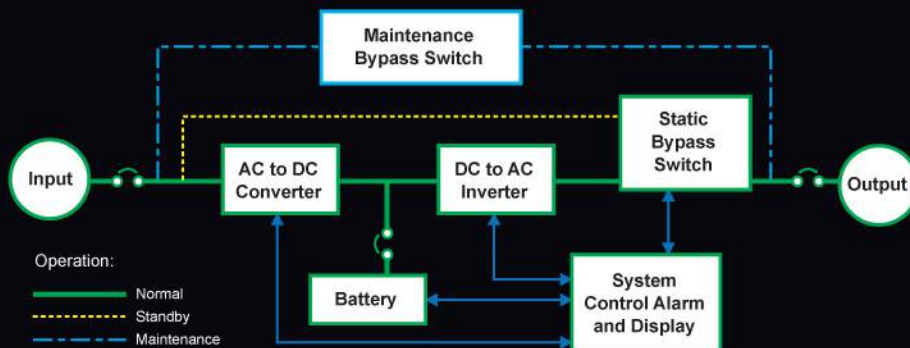 Maintenance
Bypass Switch
Static
Bypass
Switch
Input
AC to DC
Converter
DC to AC
Inverter
Output
Operation:
Normal
Standby
Maintenance
Battery
System
Control Alarm
and Display